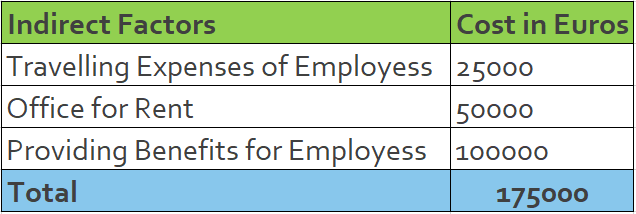 Indirect Factors Cost in Euros
Travelling Expenses of Employess 25000
Office for Rent 50000
Providing Benefits for Employess 100000
Total 175000